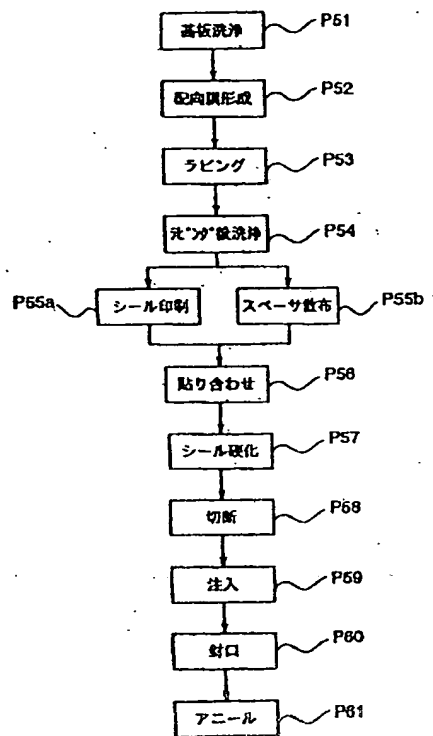 基板洗浄 P51
配向膜形成 P52
ラビング P53
ラビング後洗浄 P54
P55a シール印刷 スペーサ散布 P55b
貼り合わせ P56
シール硬化 P57
切断 P58
注入 P59
封口 P60
アニール P61